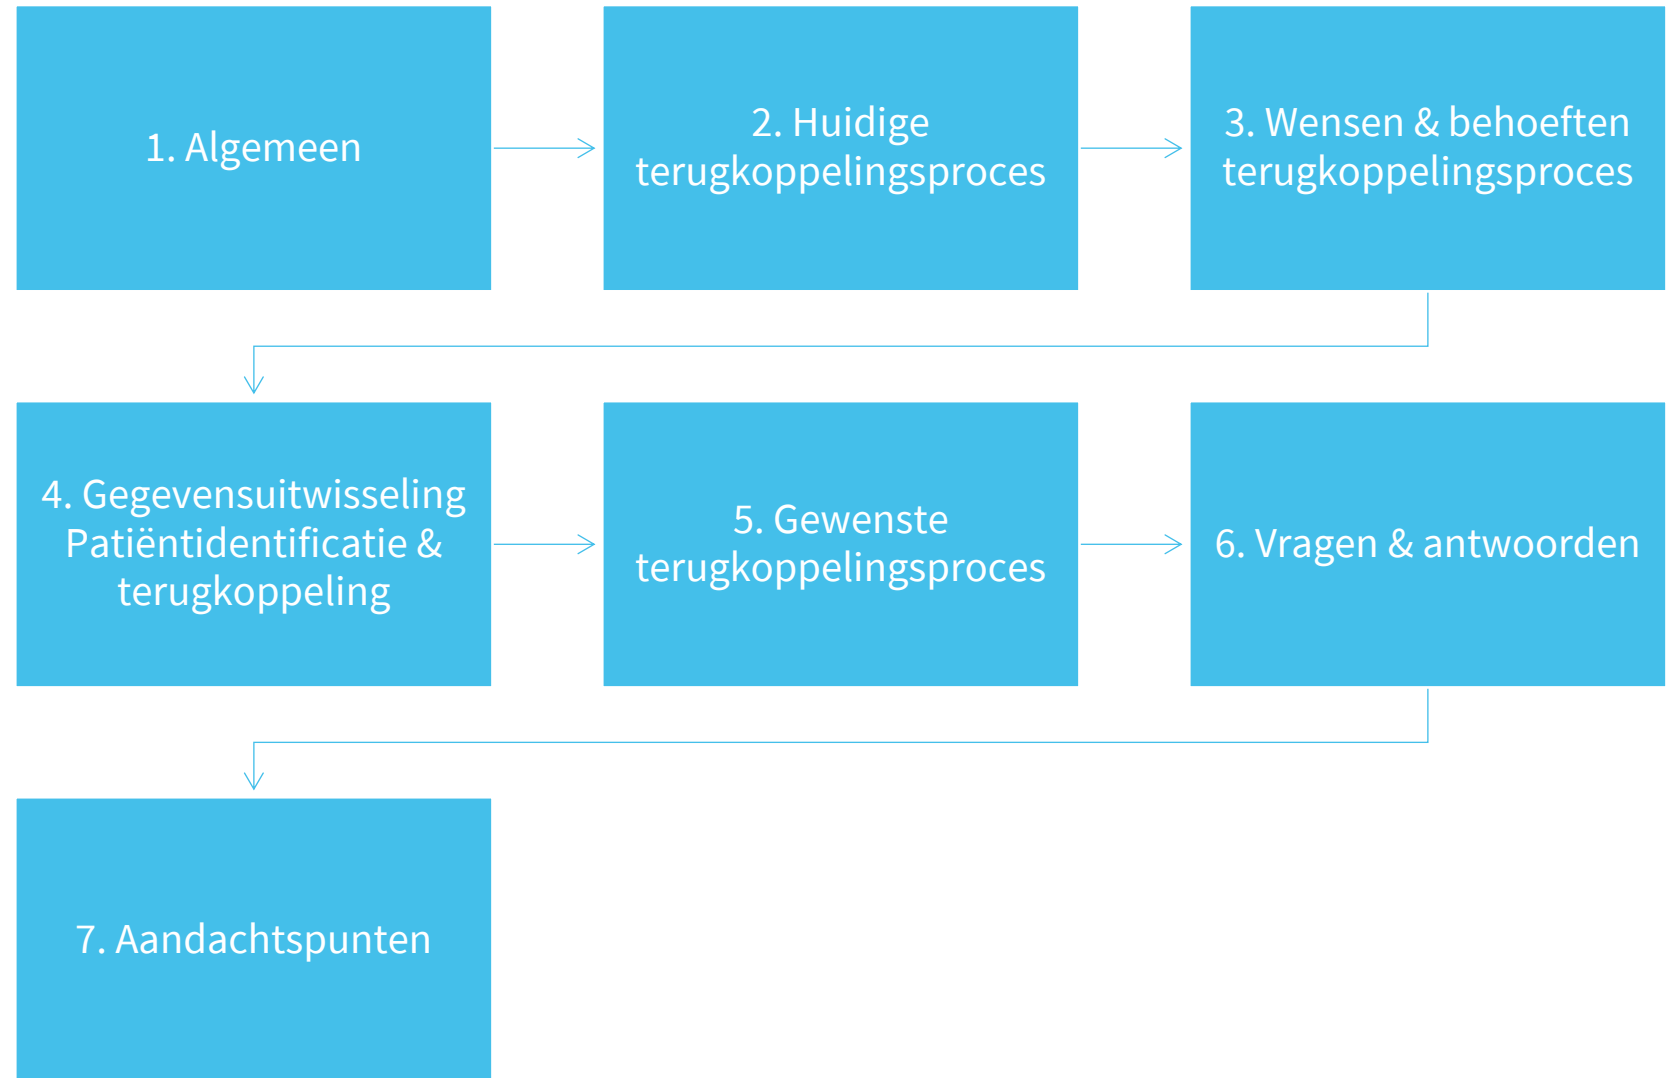 1. Algemeen
2. Huidige
terugkoppelingsproces
3. Wensen & behoeften
terugkoppelingsproces
4. Gegevensuitwisseling
Patiëntidentificatie &
terugkoppeling
5. Gewenste
terugkoppelingsproces
6. Vragen & antwoorden
7. Aandachtspunten